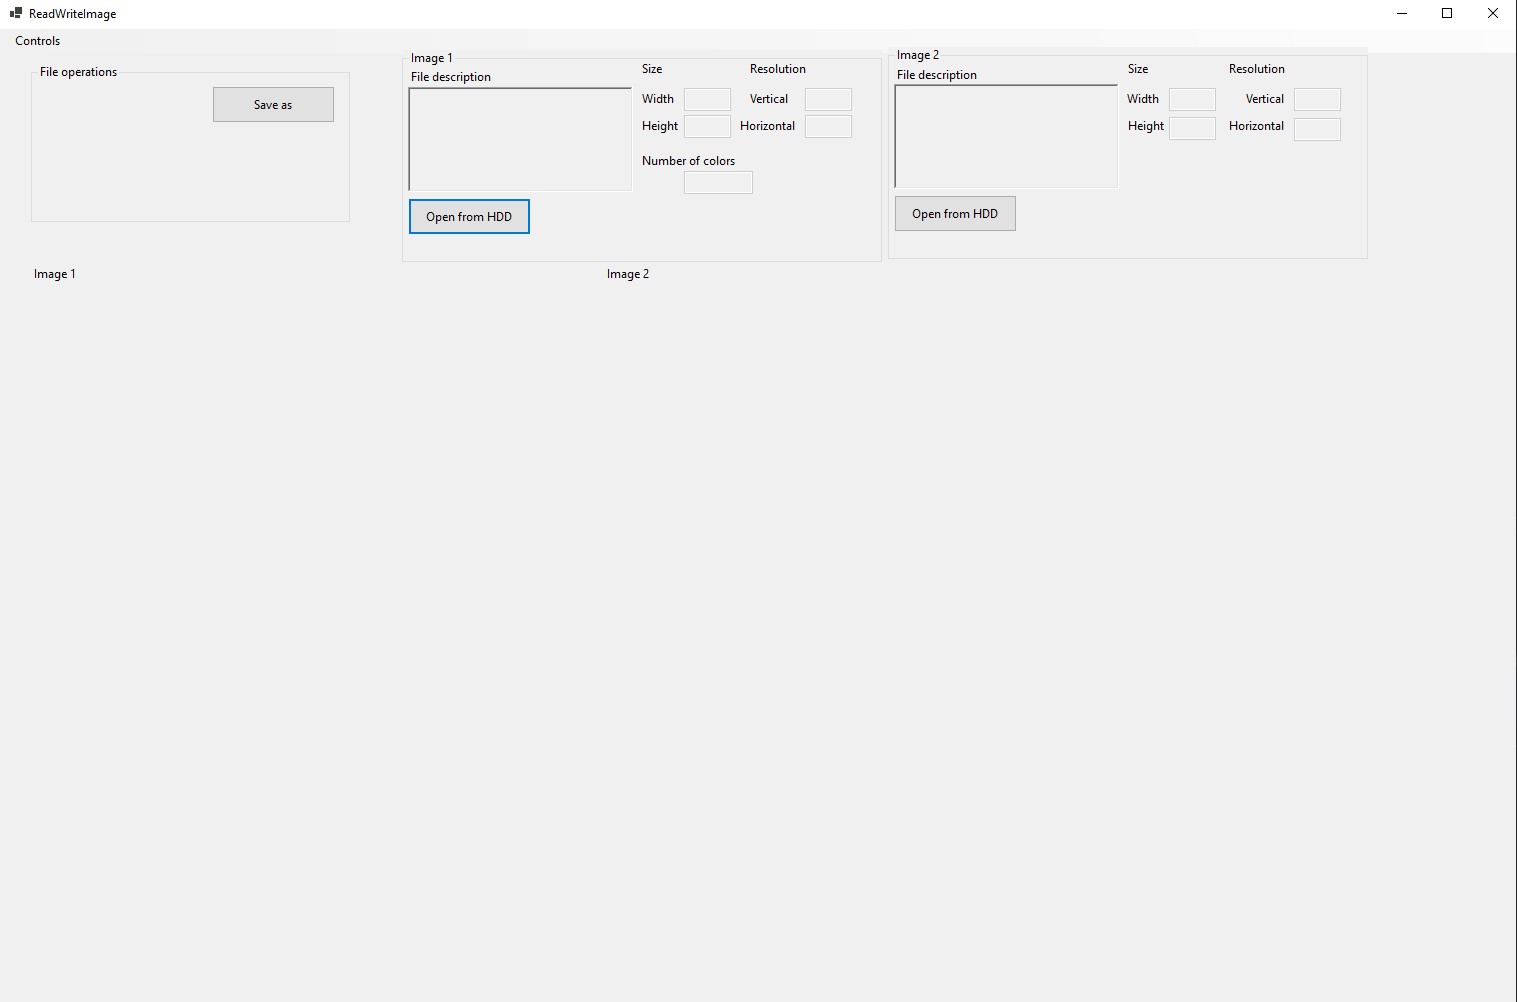 ReadWriteImage
Controls
File operations
Save as
Image 1
File description
Size
Resolution
Width
Vertical
Height
Horizontal
Number of colors
Open from HDD
Image 2
File description
Size
Resolution
Width
Vertical
Height
Horizontal
Open from HDD
Image 1
Image 2